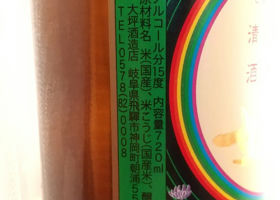 清酒
アルコール分15度 内容量720ml
原材料名 米(国産)、米こうじ(国産米)、醸
大坪酒造店 岐阜県飛騨市神岡町朝浦55
TEL0578(82)0008